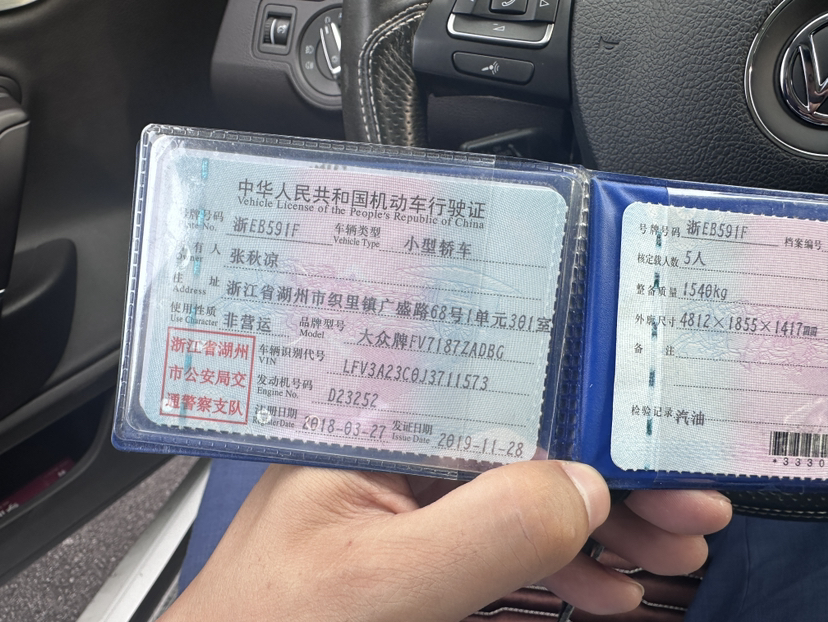 中华人民共和国机动车行驶证
Vehicle License of the People's Republic of China
号牌号码 浙EB591F 车辆类型 小型轿车
Plate No. Vehicle Type
所有人 张秋凉
Owner
住 址 浙江省湖州市织里镇广盛路68号1单元301室
Address
使用性质 非营运 品牌型号 大众牌FV7187ZADBG
Use Character Model
浙江省湖州
市公安局交
通警察支队
车辆识别代号 LFV3A23C0J3711573
VIN
发动机号码 D23252
Engine No.
注册日期 2018-03-27 发证日期 2019-11-28
Register Date Issue Date
号牌号码 浙EB591F 档案编号
核定载人数 5人
整备质量 1540kg
外廓尺寸 4812×1855×1417mm
备 注
检验记录 汽油
*3330